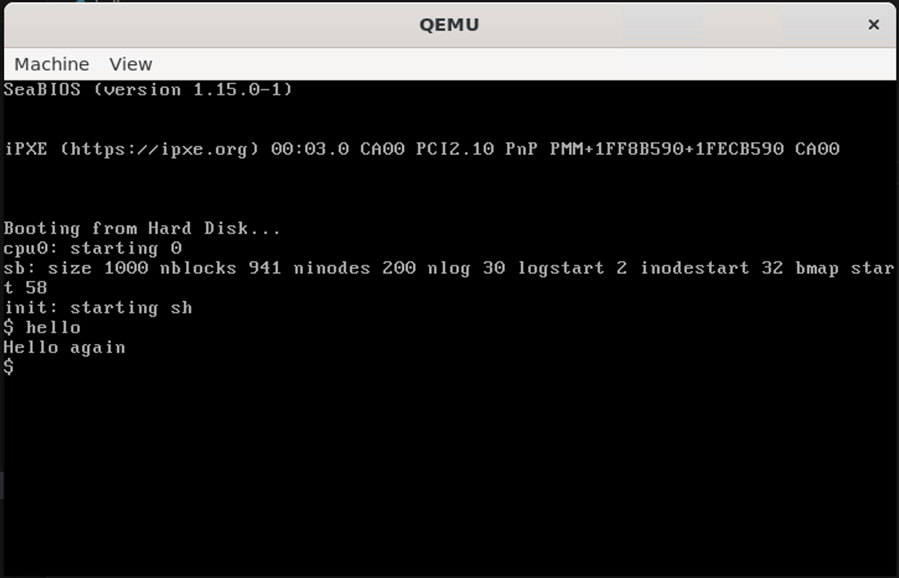 QEMU
Machine View
SeaBIOS (version 1.15.0-1)
iPXE (https://ipxe.org) 00:03.0 CA00 PCI2.10 PnP PMM+1FF8B590+1FECB590 CA00
Booting from Hard Disk...
cpu0: starting 0
sb: size 1000 nblocks 941 ninodes 200 nlog 30 logstart 2 inodestart 32 bmap star
t 58
init: starting sh
$ hello
Hello again
$